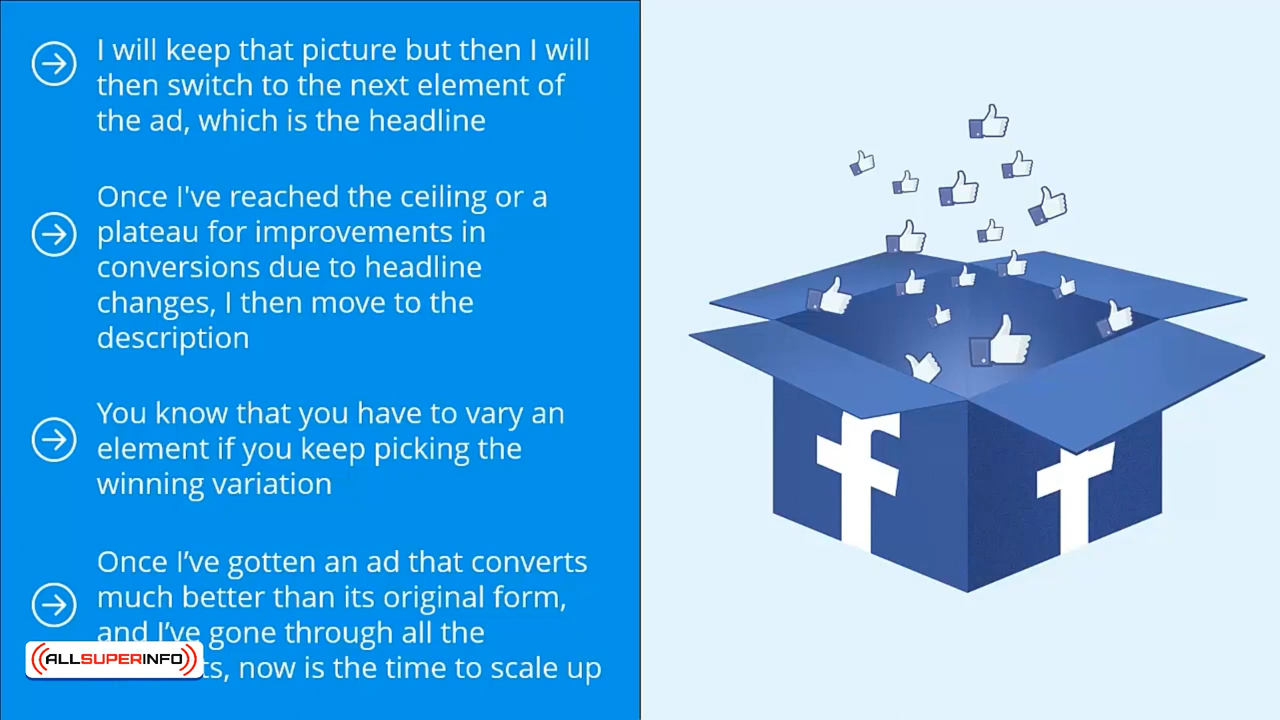 I will keep that picture but then I will
then switch to the next element of
the ad, which is the headline
Once I've reached the ceiling or a
plateau for improvements in
conversions due to headline
changes, I then move to the
description
You know that you have to vary an
element if you keep picking the
winning variation
Once I’ve gotten an ad that converts
much better than its original form,
and I’ve gone through all the
ts, now is the time to scale up
ALLSUPERINFO